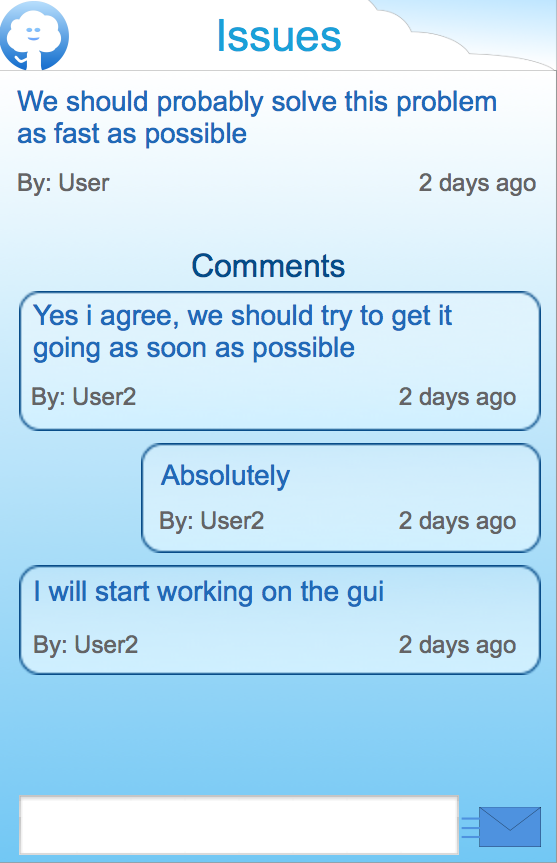 Issues
We should probably solve this problem
as fast as possible
By: User 2 days ago
Comments
Yes i agree, we should try to get it
going as soon as possible
By: User2 2 days ago
Absolutely
By: User2 2 days ago
I will start working on the gui
By: User2 2 days ago